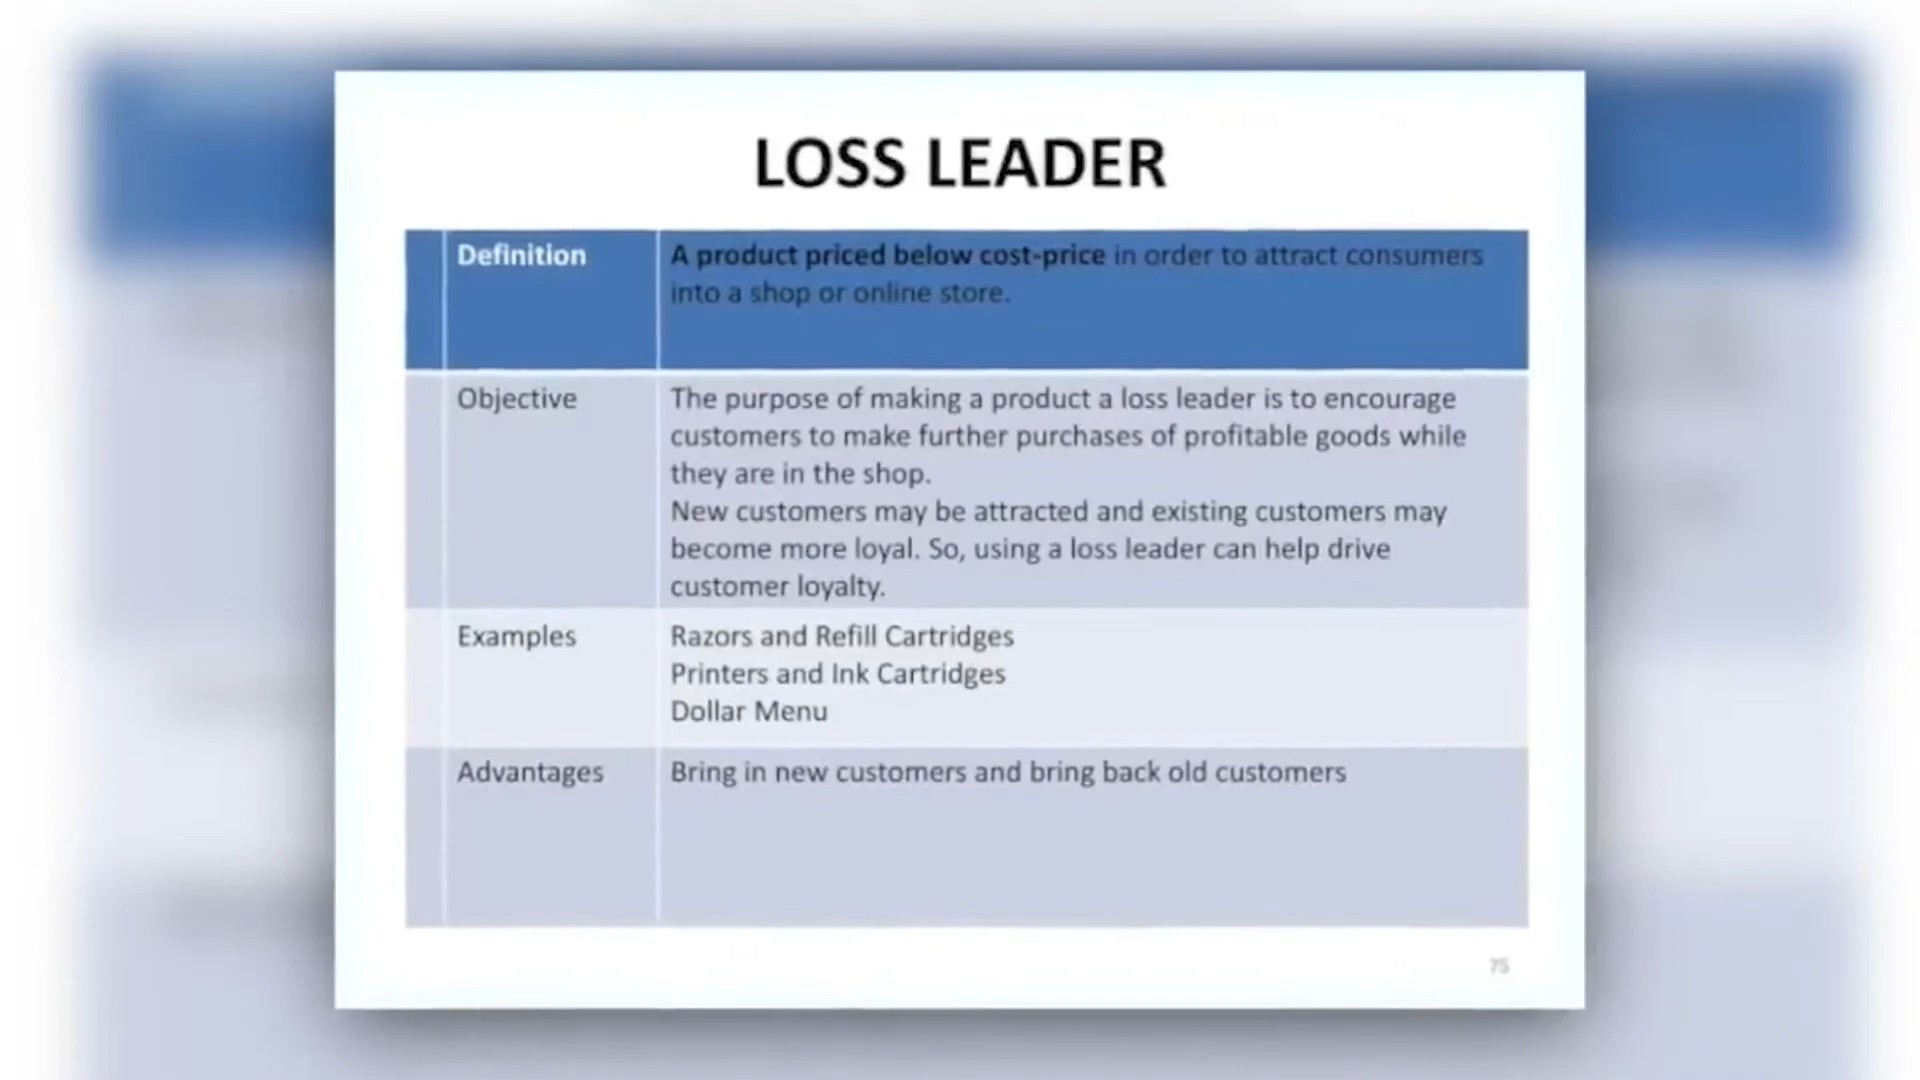 LOSS LEADER
Definition
A product priced below cost-price in order to attract consumers
into a shop or online store.
Objective
The purpose of making a product a loss leader is to encourage
customers to make further purchases of profitable goods while
they are in the shop.
New customers may be attracted and existing customers may
become more loyal. So, using a loss leader can help drive
customer loyalty.
Examples
Razors and Refill Cartridges
Printers and Ink Cartridges
Dollar Menu
Advantages
Bring in new customers and bring back old customers
75